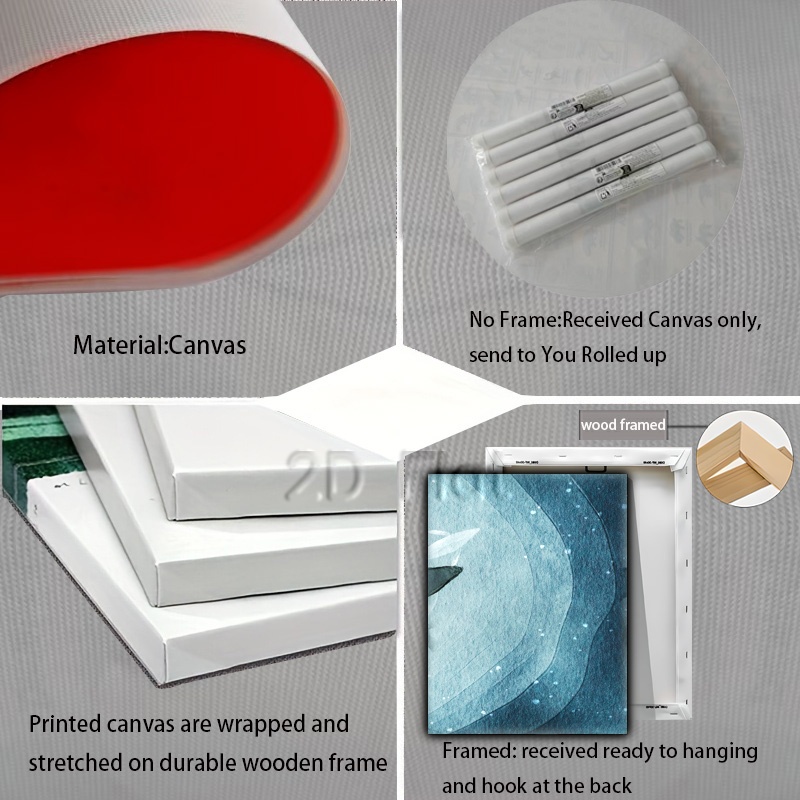 Material:Canvas
No Frame:Received Canvas only,
send to You Rolled up
wood framed
2D
Printed canvas are wrapped and
stretched on durable wooden frame
Framed: received ready to hanging
and hook at the back